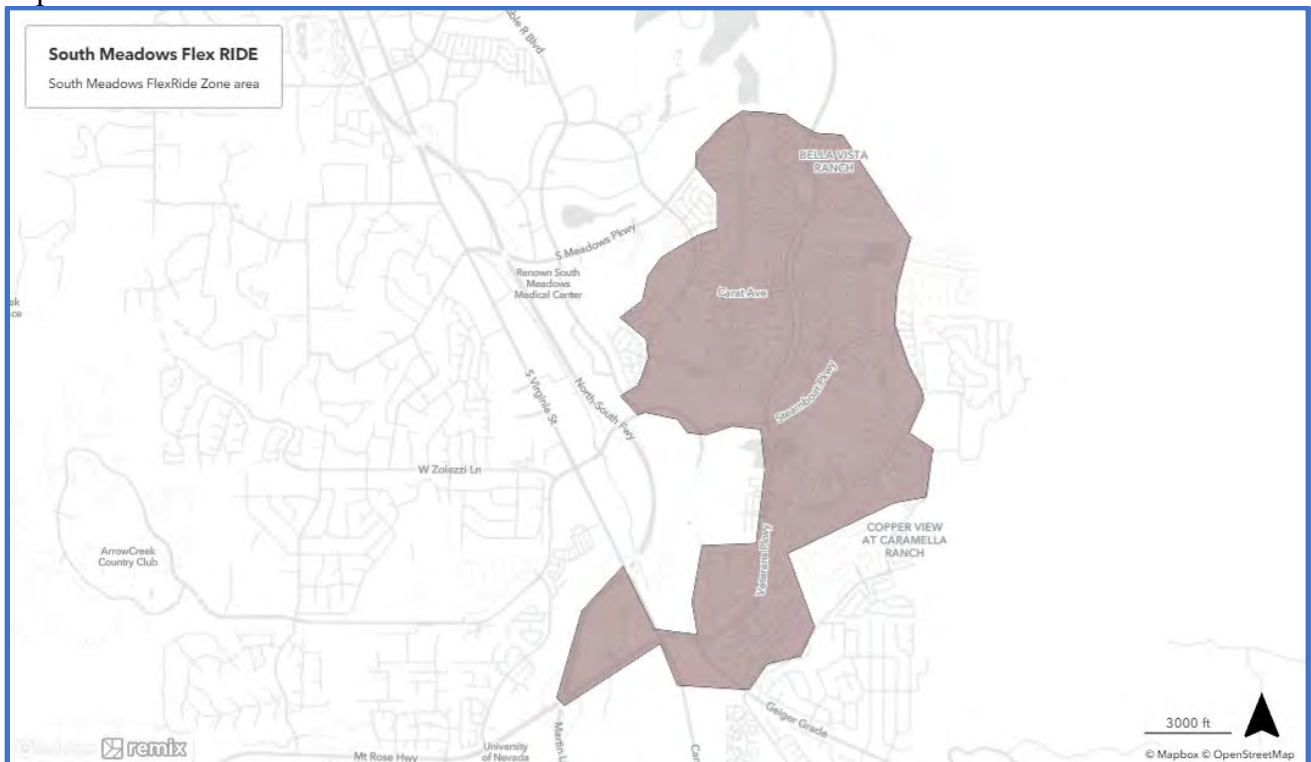 South Meadows Flex RIDE
South Meadows FlexRide Zone area
R Blvd
BELLA VISTA
RANCH
S Meadows Pkwy
Renown South
Meadows
Medical Center
Carat Ave
Steamboat Pkwy
S Virginia St
North-South Fwy
W Zolezzi Ln
ArrowCreek
Country Club
COPPER VIEW
AT CARAMELLA
RANCH
Veterans Pkwy
Geiger Grade
3000 ft
University
of Nevada
Mt Rose Hwy
remix
© Mapbox © OpenStreetMap